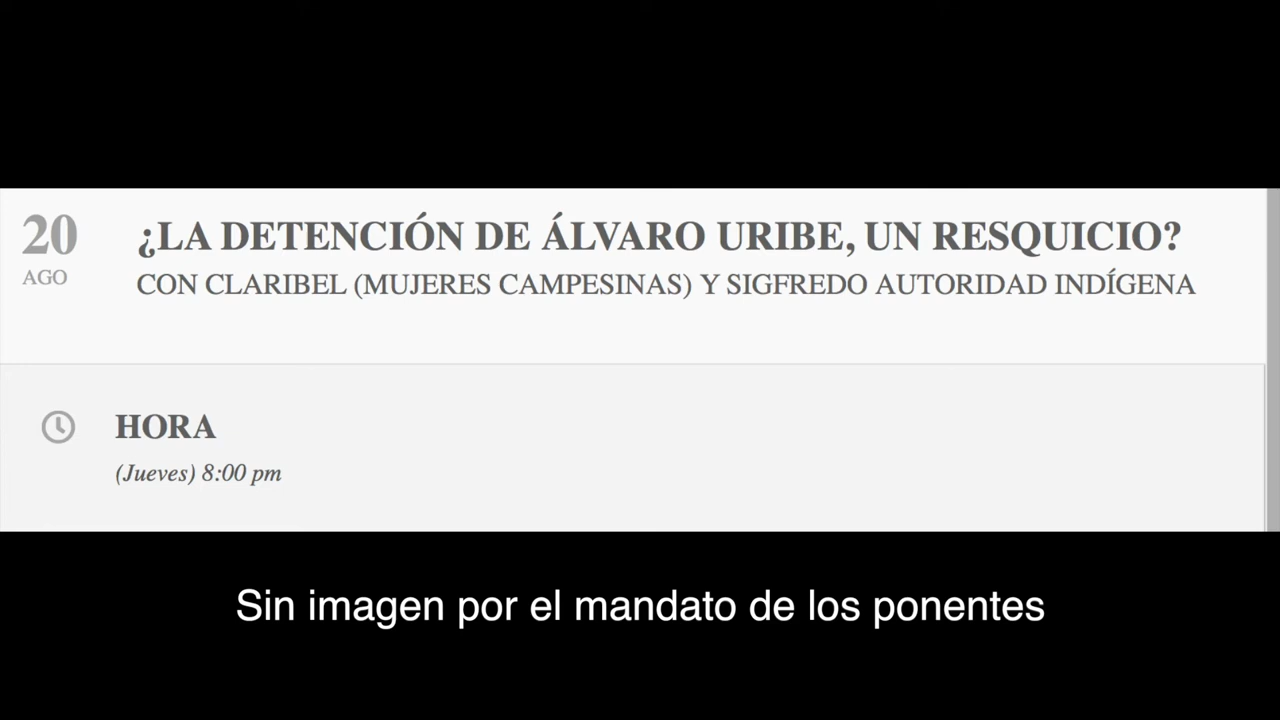 20
AGO
¿LA DETENCIÓN DE ÁLVARO URIBE, UN RESQUICIO?
CON CLARIBEL (MUJERES CAMPESINAS) Y SIGFREDO AUTORIDAD INDÍGENA
HORA
(Jueves) 8:00 pm
Sin imagen por el mandato de los ponentes